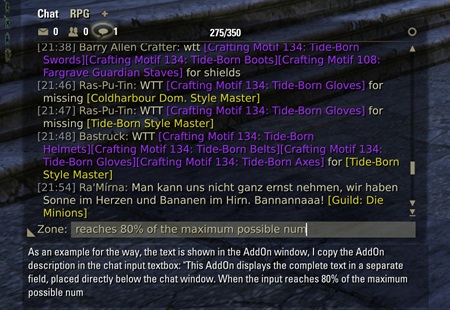 Chat RPG +
0 0 1 275/350
[21:38] Barry Allen Crafter: wtt [Crafting Motif 134: Tide-Born
Swords][Crafting Motif 134: Tide-Born Boots][Crafting Motif 108:
Fargrave Guardian Staves] for shields
[21:46] Ras-Pu-Tin: WTT [Crafting Motif 134: Tide-Born Gloves] for
missing [Coldharbour Dom. Style Master]
[21:47] Ras-Pu-Tin: WTT [Crafting Motif 134: Tide-Born Gloves] for
missing [Tide-Born Style Master]
[21:48] Bastruck: WTT [Crafting Motif 134: Tide-Born
Helmets][Crafting Motif 134: Tide-Born Belts][Crafting Motif 134:
Tide-Born Gloves][Crafting Motif 134: Tide-Born Axes] for [Tide-Born
Style Master]
[21:54] Ra'Mírna: Man kann uns nicht ganz ernst nehmen, wir haben
Sonne im Herzen und Bananen im Hirn. Bannannaaa! [Guild: Die
Minions]
Zone: reaches 80% of the maximum possible num
As an example for the way, the text is shown in the AddOn window, I copy the AddOn
description in the chat input textbox: "This AddOn displays the complete text in a separate
field, placed directly below the chat window. When the input reaches 80% of the maximum
possible num